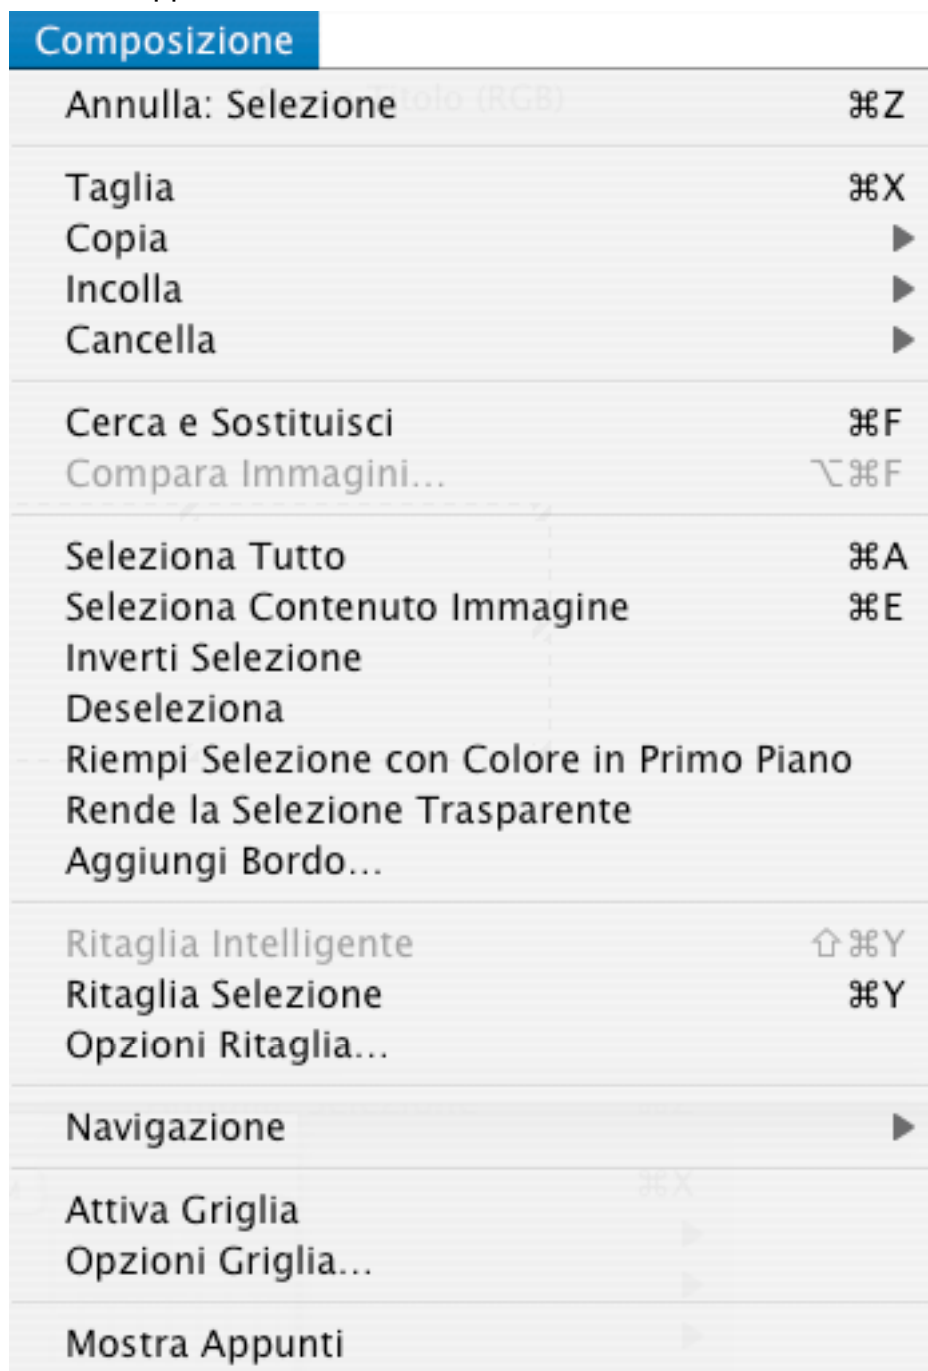 Composizione
Annulla: Selezione ⌘Z
Taglia ⌘X
Copia ▶
Incolla ▶
Cancella ▶
Cerca e Sostituisci ⌘F
Compara Immagini... ⌥⌘F
Seleziona Tutto ⌘A
Seleziona Contenuto Immagine ⌘E
Inverti Selezione
Deseleziona
Riempi Selezione con Colore in Primo Piano
Rende la Selezione Trasparente
Aggiungi Bordo...
Ritaglia Intelligente ⇧⌘Y
Ritaglia Selezione ⌘Y
Opzioni Ritaglia...
Navigazione ▶
Attiva Griglia
Opzioni Griglia...
Mostra Appunti